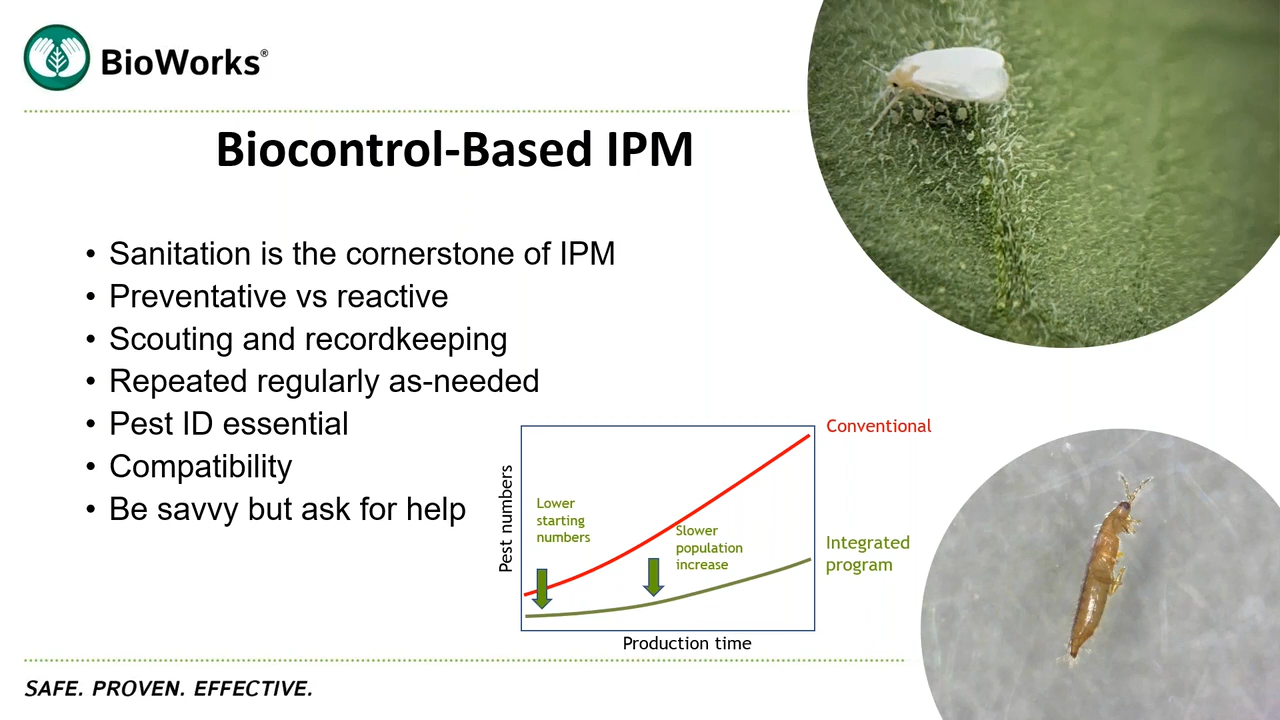 BioWorks®
Biocontrol-Based IPM
• Sanitation is the cornerstone of IPM
• Preventative vs reactive
• Scouting and recordkeeping
• Repeated regularly as-needed
• Pest ID essential
• Compatibility
• Be savvy but ask for help
Conventional
Pest numbers
Lower
starting
numbers
Slower
population
increase
Integrated
program
Production time
SAFE. PROVEN. EFFECTIVE.